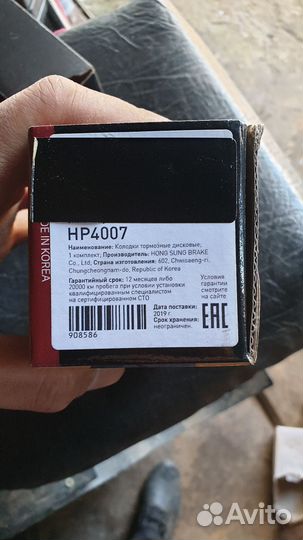 HP4007
Наименование: Колодки тормозные дисковые,
1 комплект, Производитель: HONG SUNG BRAKE
Co., Ltd; Страна изготовления: 602, Chwisaeng-ri,
Chungcheongnam-do, Republic of Korea
Гарантийный срок: 12 месяцев либо
20000 км пробега при условии установки
квалифицированным специалистом
на сертифицированном СТО
Условия
гарантии
смотрите
на сайте
908586
Дата поставки:
2019 г.
Срок хранения:
неограничен.
EAC
DE IN KOREA
Avito